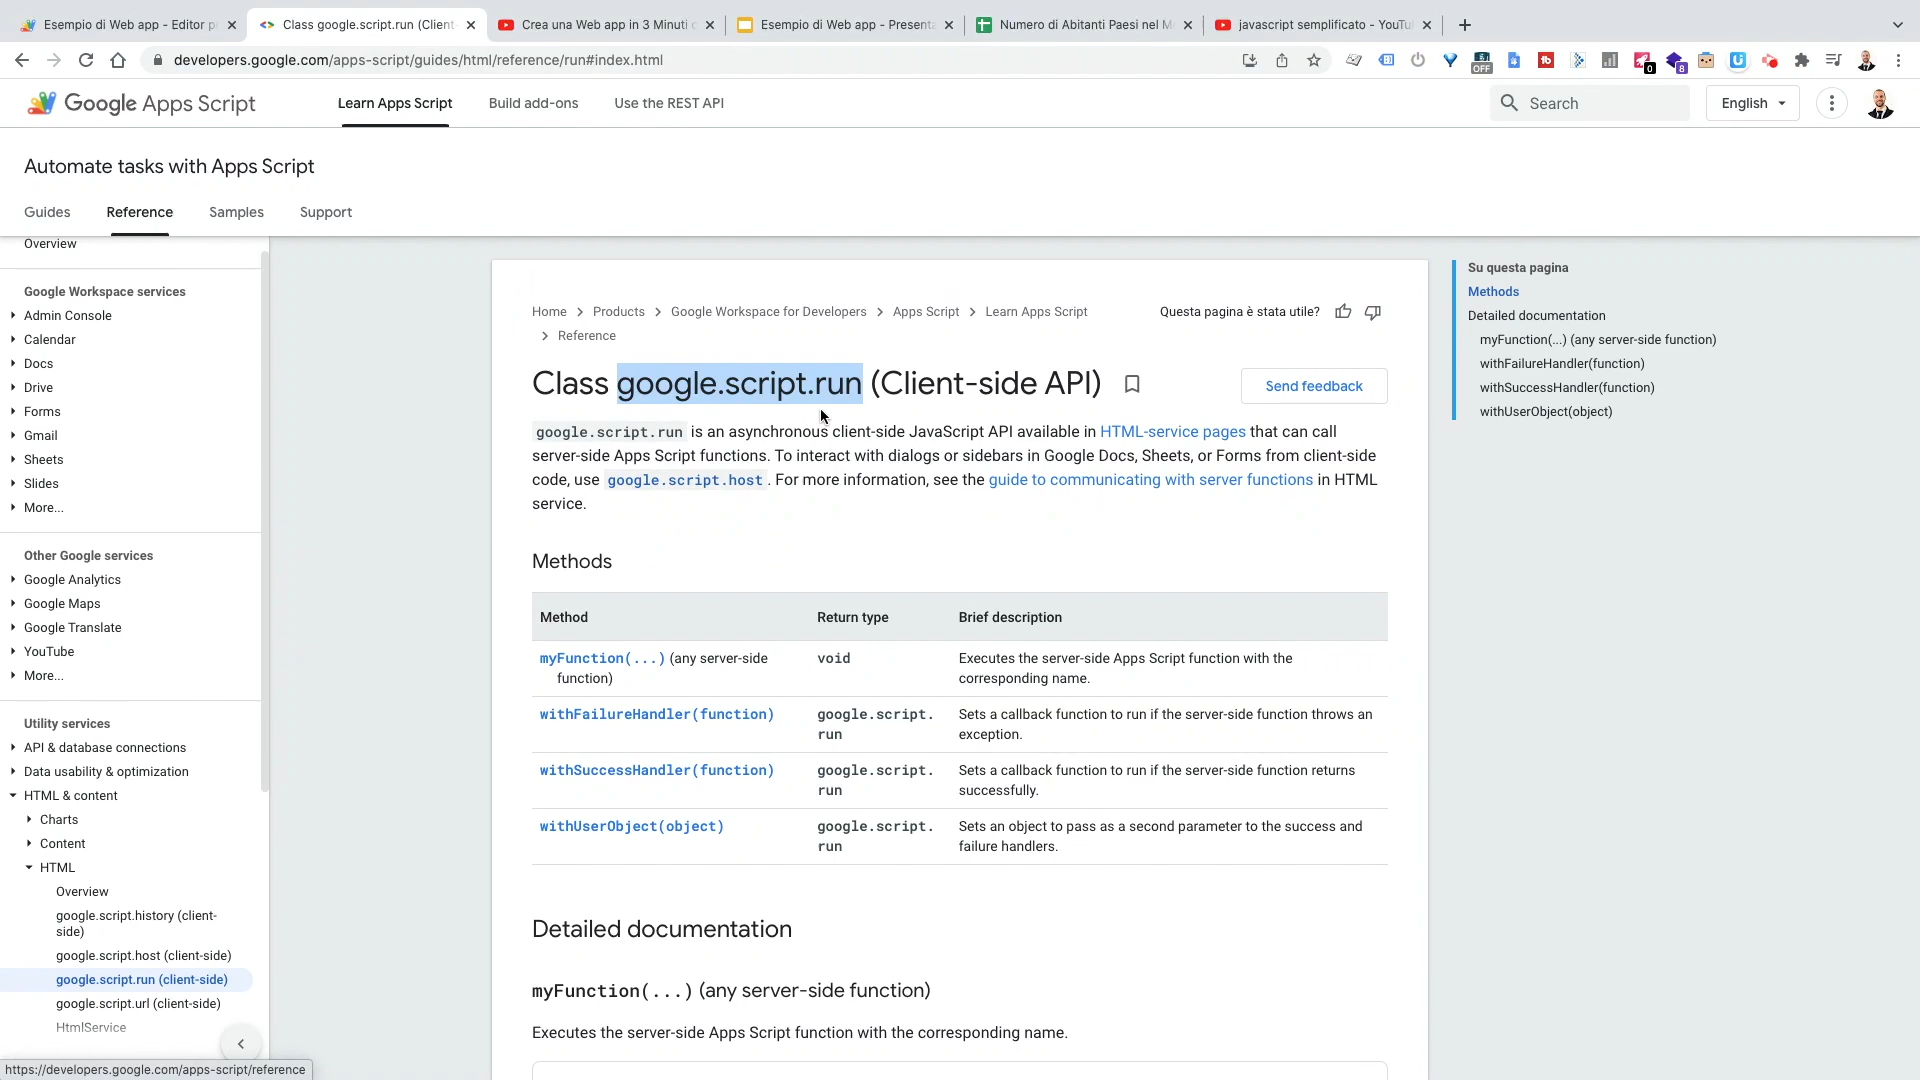 Esempio di Web app - Editor p
Class google.script.run (Client-
Crea una Web app in 3 Minuti c
Esempio di Web app - Presenta
Numero di Abitanti Paesi nel M
javascript semplificato - YouTu
developers.google.com/apps-script/guides/html/reference/run#index.html
OFF
0
8
Google Apps Script
Learn Apps Script
Build add-ons
Use the REST API
Search
English
Automate tasks with Apps Script
Guides
Reference
Samples
Support
Overview
Google Workspace services
Admin Console
Calendar
Docs
Drive
Forms
Gmail
Sheets
Slides
More...
Other Google services
Google Analytics
Google Maps
Google Translate
YouTube
More...
Utility services
API & database connections
Data usability & optimization
HTML & content
Charts
Content
HTML
Overview
google.script.history (client-
side)
google.script.host (client-side)
google.script.run (client-side)
google.script.url (client-side)
HtmlService
https://developers.google.com/apps-script/reference
Home > Products > Google Workspace for Developers > Apps Script > Learn Apps Script
> Reference
Questa pagina è stata utile?
Class google.script.run (Client-side API)
Send feedback
google.script.run is an asynchronous client-side JavaScript API available in HTML-service pages that can call
server-side Apps Script functions. To interact with dialogs or sidebars in Google Docs, Sheets, or Forms from client-side
code, use google.script.host. For more information, see the guide to communicating with server functions in HTML
service.
Methods
Method Return type Brief description
myFunction(...) (any server-side void Executes the server-side Apps Script function with the
function) corresponding name.
withFailureHandler(function) google.script. Sets a callback function to run if the server-side function throws an
run exception.
withSuccessHandler(function) google.script. Sets a callback function to run if the server-side function returns
run successfully.
withUserObject(object) google.script. Sets an object to pass as a second parameter to the success and
run failure handlers.
Detailed documentation
myFunction(...) (any server-side function)
Executes the server-side Apps Script function with the corresponding name.
Su questa pagina
Methods
Detailed documentation
myFunction(...) (any server-side function)
withFailureHandler(function)
withSuccessHandler(function)
withUserObject(object)